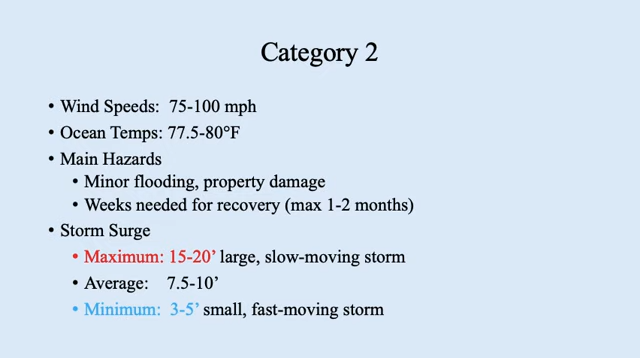 Category 2
• Wind Speeds: 75-100 mph
• Ocean Temps: 77.5-80°F
• Main Hazards
• Minor flooding, property damage
• Weeks needed for recovery (max 1-2 months)
• Storm Surge
• Maximum: 15-20’ large, slow-moving storm
• Average: 7.5-10’
• Minimum: 3-5’ small, fast-moving storm